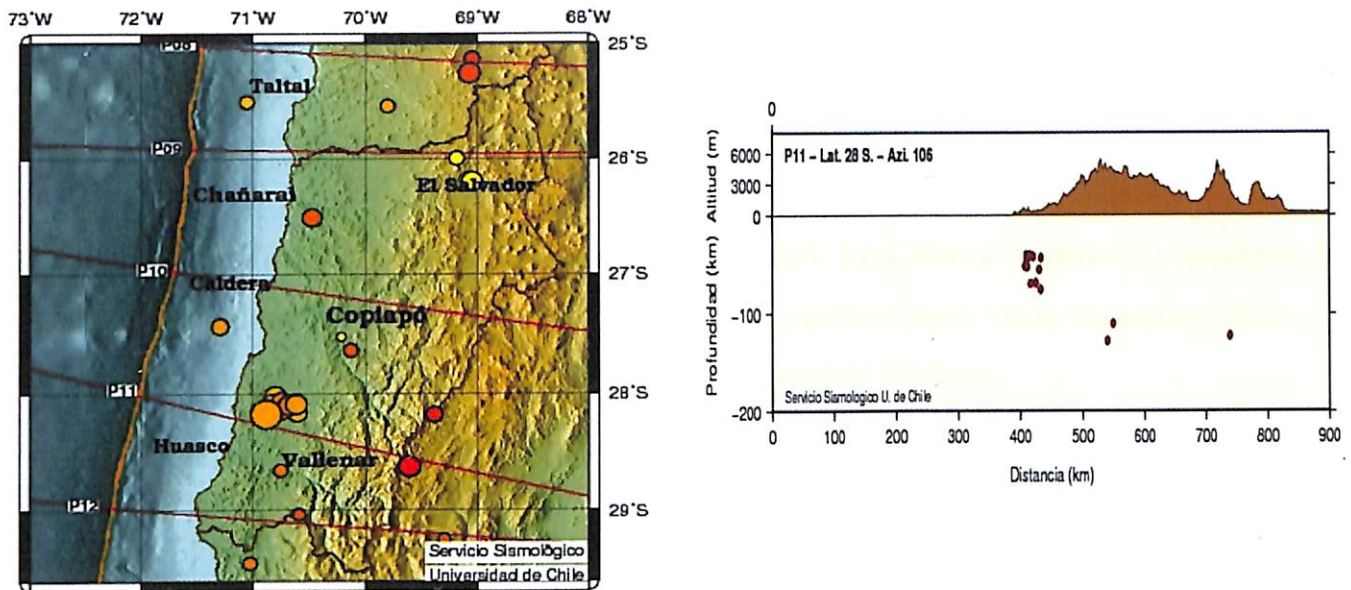 73°W 72°W 71°W 70°W 69°W 68°W
25°S
P08
Taltal
P09
26°S
El Salvador
Chañaral
P10
27°S
Caldera
Copiapó
P11
28°S
Huasco
Vallenar
P12
29°S
Servicio Sismológico
Universidad de Chile
0
P11 – Lat. 28 S. – Azi. 106
Altitud (m)
6000
3000
0
Profundidad (km)
–100
–200
Servicio Sismologico U. de Chile
0 100 200 300 400 500 600 700 800 900
Distancia (km)